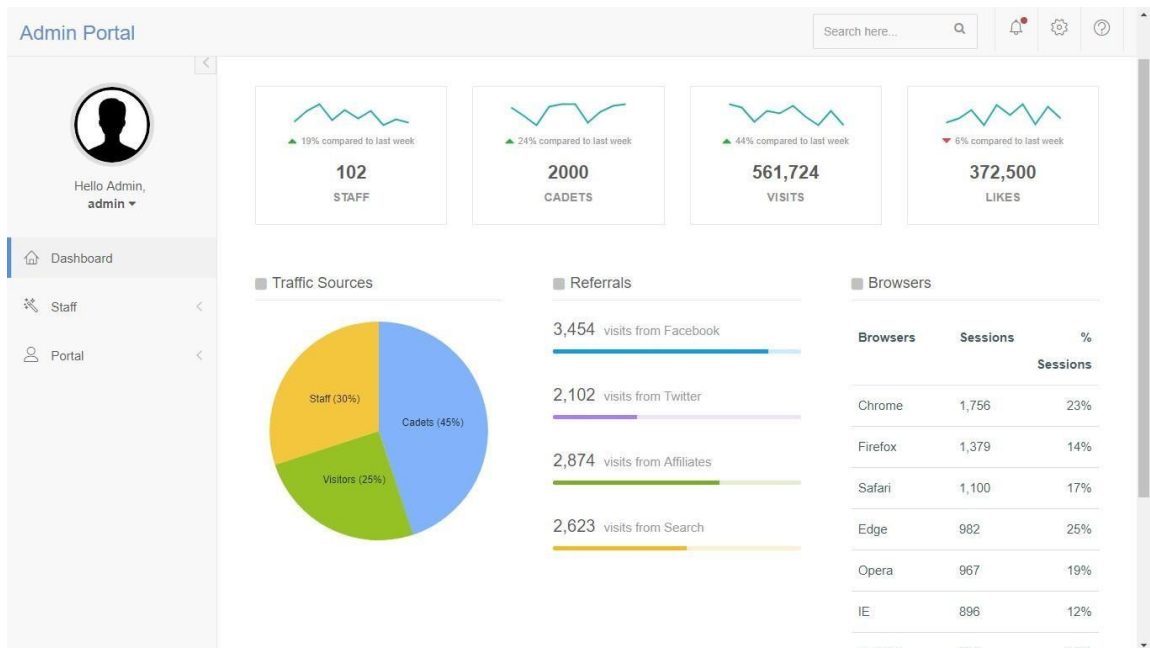 Admin Portal
Search here...
Hello Admin,
admin
Dashboard
Staff
Portal
19% compared to last week
102
STAFF
24% compared to last week
2000
CADETS
44% compared to last week
561,724
VISITS
6% compared to last week
372,500
LIKES
Traffic Sources
Staff (30%)
Cadets (45%)
Visitors (25%)
Referrals
3,454 visits from Facebook
2,102 visits from Twitter
2,874 visits from Affiliates
2,623 visits from Search
Browsers
Browsers Sessions %
Sessions
Chrome 1,756 23%
Firefox 1,379 14%
Safari 1,100 17%
Edge 982 25%
Opera 967 19%
IE 896 12%